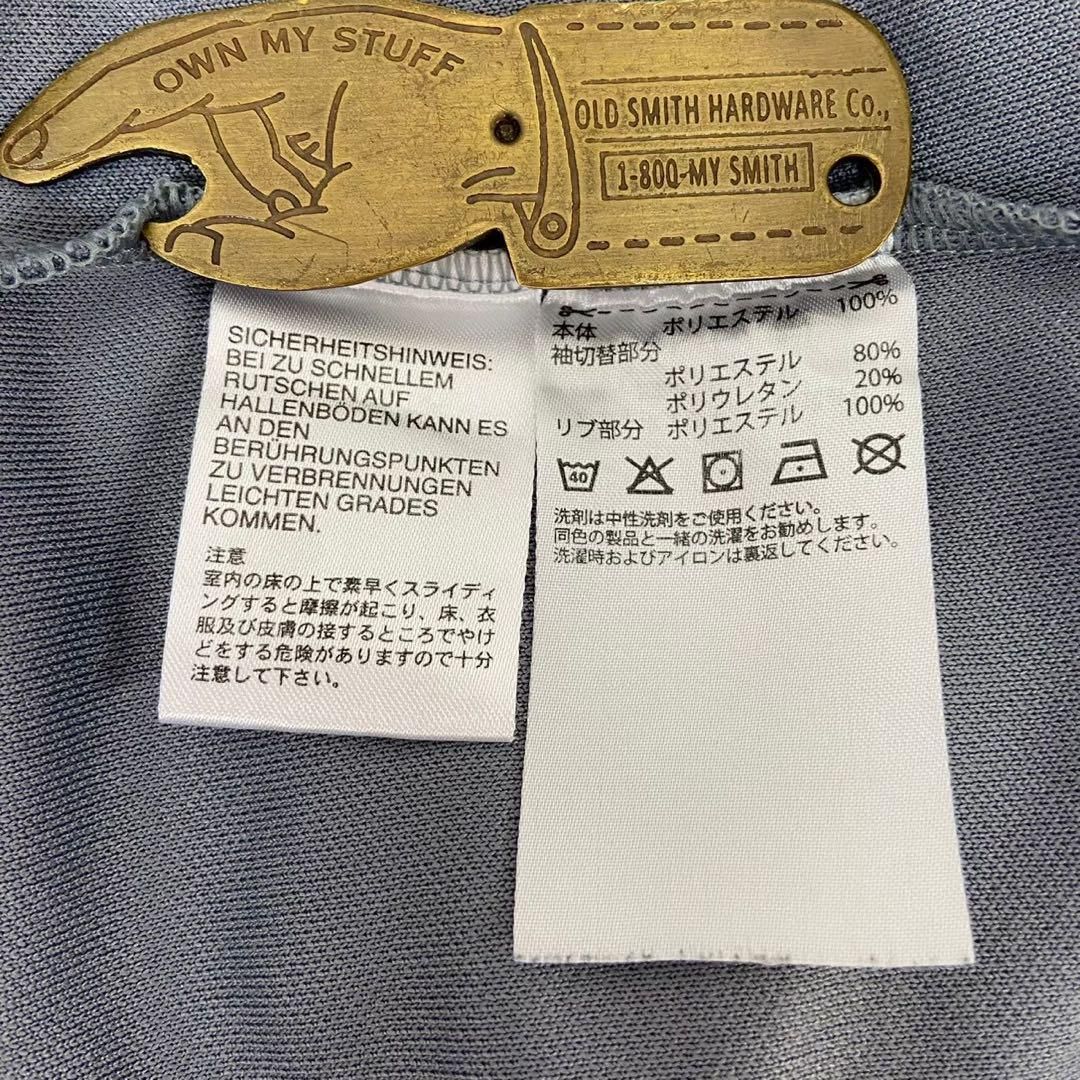 OWN MY STUFF
OLD SMITH HARDWARE Co.,
1-800-MY SMITH
SICHERHEITSHINWEIS:
BEI ZU SCHNELLEM
RUTSCHEN AUF
HALLENBÖDEN KANN ES
AN DEN
BERÜHRUNGSPUNKTEN
ZU VERBRENNUNGEN
LEICHTEN GRADES
KOMMEN.
注意
室内の床の上で素早くスライディ
ングすると摩擦が起こり、床、衣
服及び皮膚の接するところでやけ
どをする危険がありますので十分
注意して下さい。
本体 ポリエステル 100%
袖切替部分
ポリエステル 80%
ポリウレタン 20%
リブ部分 ポリエステル 100%
40
洗剤は中性洗剤をご使用ください。
同色の製品と一緒の洗濯をお勧めします。
洗濯時およびアイロンは裏返してください。